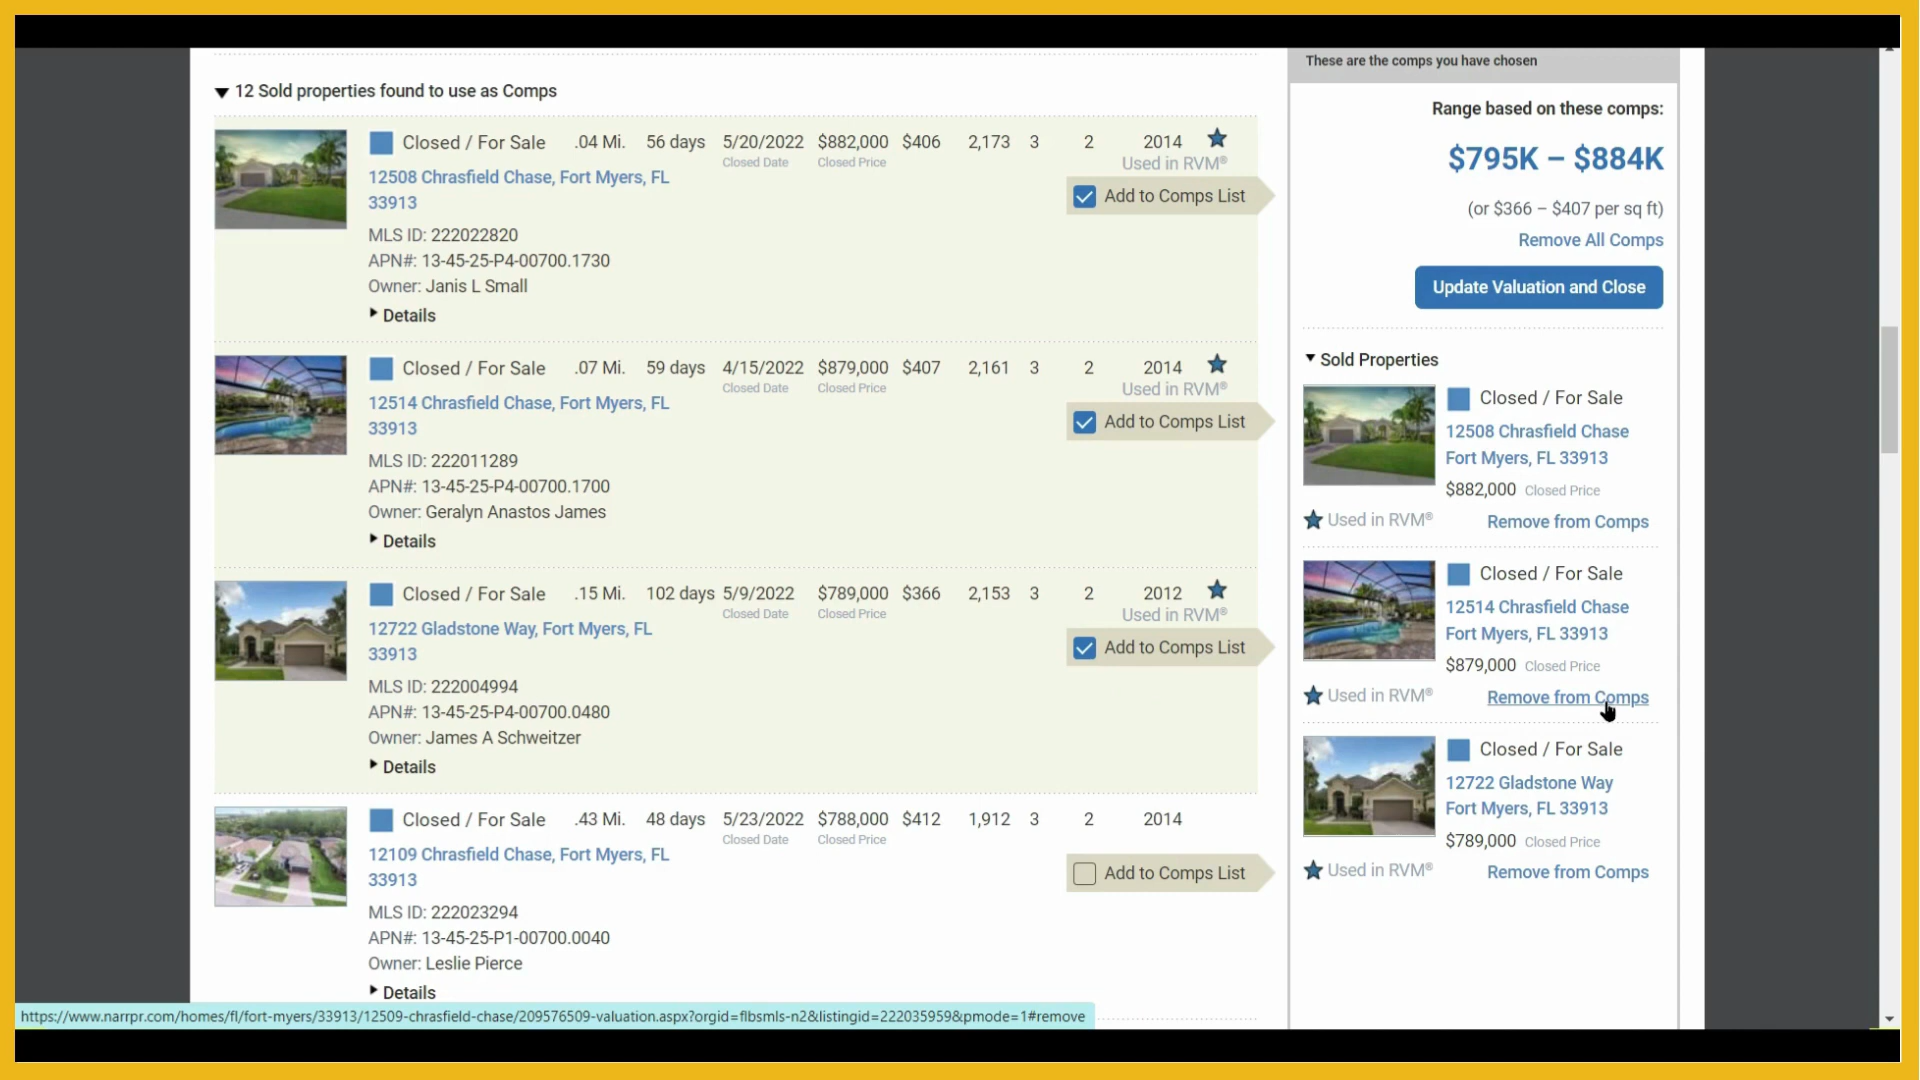 These are the comps you have chosen
12 Sold properties found to use as Comps
Closed / For Sale .04 Mi. 56 days 5/20/2022 $882,000 $406 2,173 3 2 2014
Closed Date Closed Price Used in RVM®
12508 Chrasfield Chase, Fort Myers, FL
33913
Add to Comps List
MLS ID: 222022820
APN#: 13-45-25-P4-00700.1730
Owner: Janis L Small
Details
Closed / For Sale .07 Mi. 59 days 4/15/2022 $879,000 $407 2,161 3 2 2014
Closed Date Closed Price Used in RVM®
12514 Chrasfield Chase, Fort Myers, FL
33913
Add to Comps List
MLS ID: 222011289
APN#: 13-45-25-P4-00700.1700
Owner: Geralyn Anastos James
Details
Closed / For Sale .15 Mi. 102 days 5/9/2022 $789,000 $366 2,153 3 2 2012
Closed Date Closed Price Used in RVM®
12722 Gladstone Way, Fort Myers, FL
33913
Add to Comps List
MLS ID: 222004994
APN#: 13-45-25-P4-00700.0480
Owner: James A Schweitzer
Details
Closed / For Sale .43 Mi. 48 days 5/23/2022 $788,000 $412 1,912 3 2 2014
Closed Date Closed Price
12109 Chrasfield Chase, Fort Myers, FL
33913
Add to Comps List
MLS ID: 222023294
APN#: 13-45-25-P1-00700.0040
Owner: Leslie Pierce
Details
Range based on these comps:
$795K – $884K
(or $366 – $407 per sq ft)
Remove All Comps
Update Valuation and Close
Sold Properties
Closed / For Sale
12508 Chrasfield Chase
Fort Myers, FL 33913
$882,000 Closed Price
Used in RVM® Remove from Comps
Closed / For Sale
12514 Chrasfield Chase
Fort Myers, FL 33913
$879,000 Closed Price
Used in RVM® Remove from Comps
Closed / For Sale
12722 Gladstone Way
Fort Myers, FL 33913
$789,000 Closed Price
Used in RVM® Remove from Comps
https://www.narrpr.com/homes/fl/fort-myers/33913/12509-chrasfield-chase/209576509-valuation.aspx?orgid=flbsmls-n2&listingid=222035959&pmode=1#remove